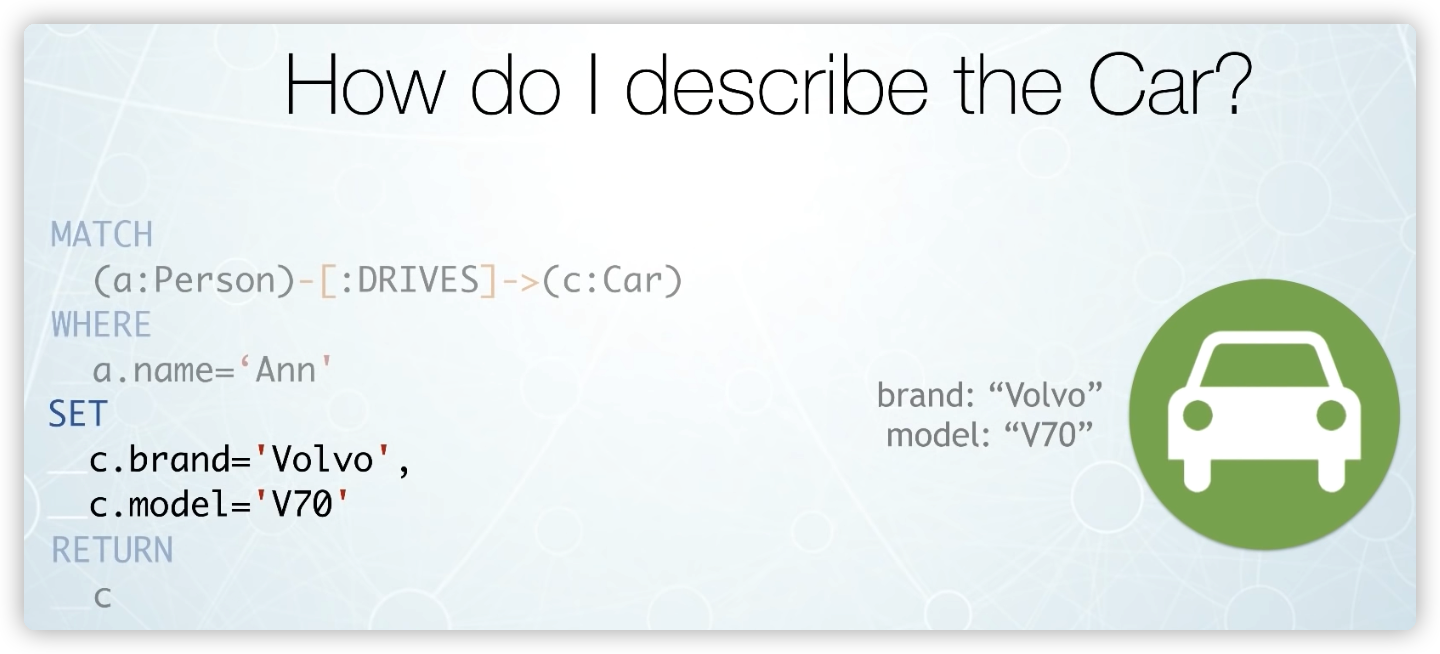 How do I describe the Car?
MATCH
(a:Person)-[:DRIVES]->(c:Car)
WHERE
a.name=‘Ann'
SET
c.brand='Volvo',
c.model='V70'
RETURN
c
brand: “Volvo”
model: “V70”